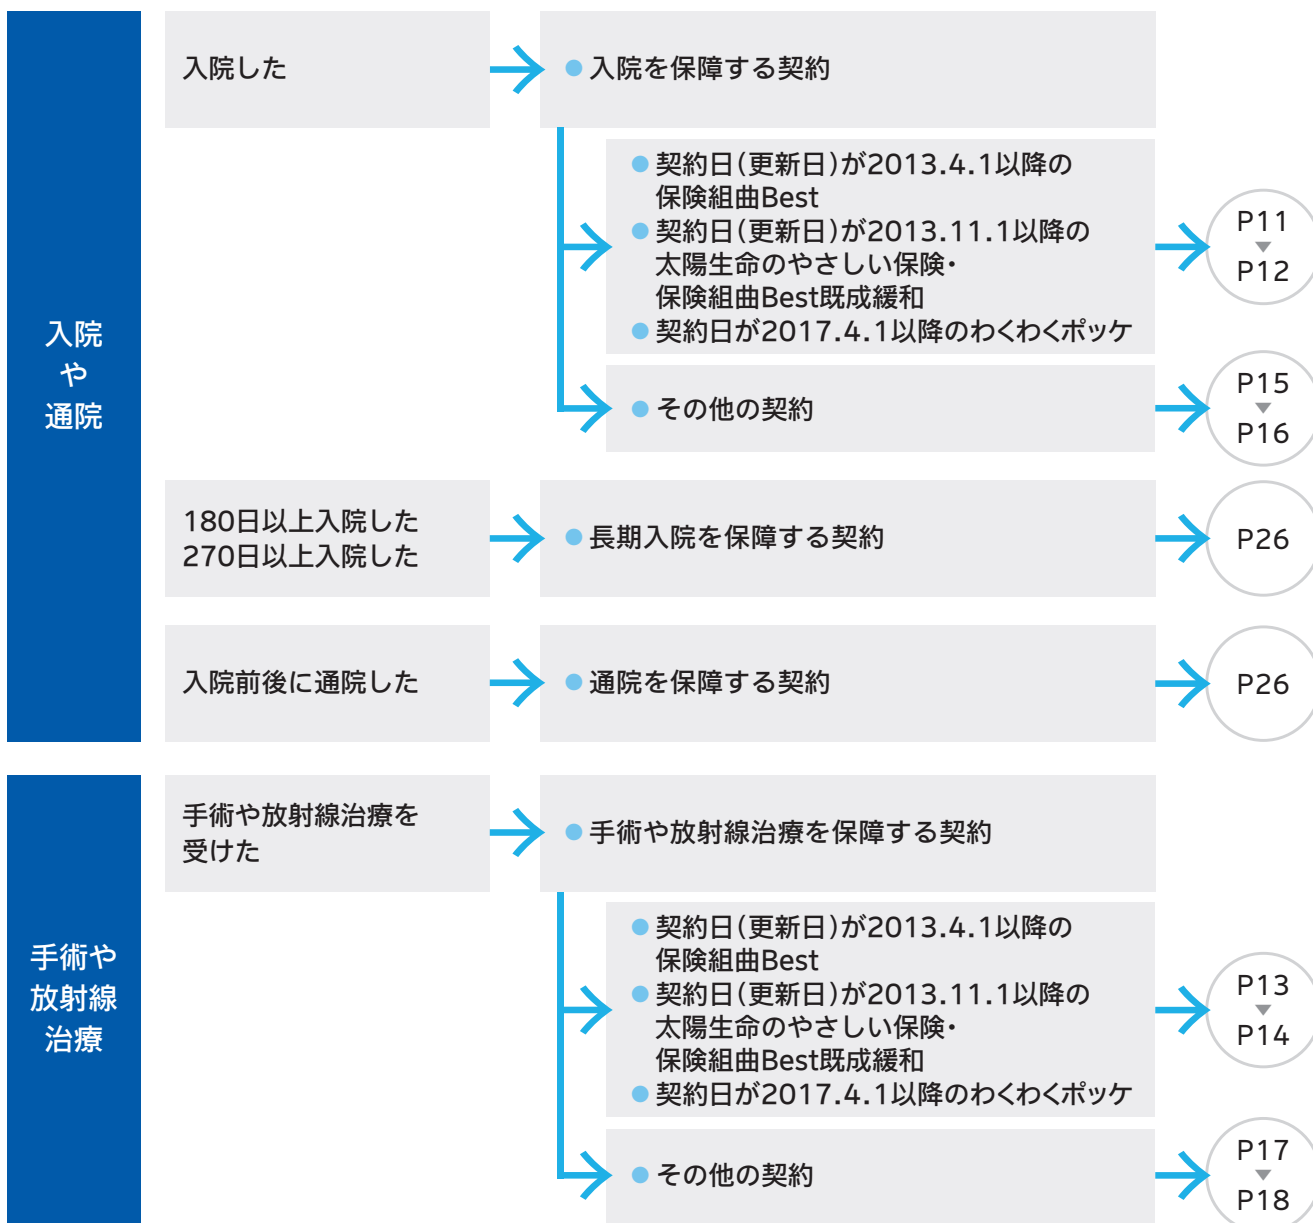 入院
や
通院
入院した
● 入院を保障する契約
● 契約日(更新日)が2013.4.1以降の
保険組曲Best
● 契約日(更新日)が2013.11.1以降の
太陽生命のやさしい保険・
保険組曲Best既成緩和
● 契約日が2017.4.1以降のわくわくポッケ
P11
▼
P12
● その他の契約
P15
▼
P16
180日以上入院した
270日以上入院した
● 長期入院を保障する契約
P26
入院前後に通院した
● 通院を保障する契約
P26
手術や
放射線
治療
手術や放射線治療を
受けた
● 手術や放射線治療を保障する契約
● 契約日(更新日)が2013.4.1以降の
保険組曲Best
● 契約日(更新日)が2013.11.1以降の
太陽生命のやさしい保険・
保険組曲Best既成緩和
● 契約日が2017.4.1以降のわくわくポッケ
P13
▼
P14
● その他の契約
P17
▼
P18